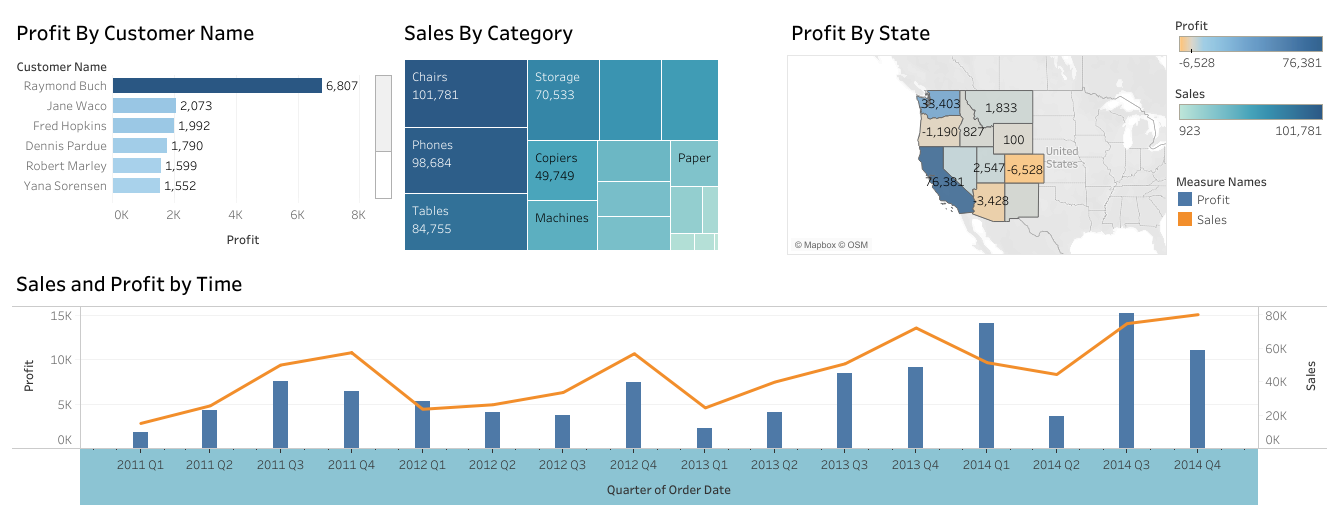 Profit By Customer Name
Customer Name
Raymond Buch 6,807
Jane Waco 2,073
Fred Hopkins 1,992
Dennis Pardue 1,790
Robert Marley 1,599
Yana Sorensen 1,552
0K 2K 4K 6K 8K
Profit
Sales By Category
Chairs
101,781
Phones
98,684
Tables
84,755
Storage
70,533
Copiers
49,749
Machines
Paper
Profit By State
33,403
1,833
-1,190
827
100
2,547
-6,528
76,381
-3,428
United
States
© Mapbox © OSM
Profit
-6,528 76,381
Sales
923 101,781
Measure Names
Profit
Sales
Sales and Profit by Time
Profit
15K
10K
5K
0K
80K
60K
40K
20K
0K
Sales
2011 Q1 2011 Q2 2011 Q3 2011 Q4 2012 Q1 2012 Q2 2012 Q3 2012 Q4 2013 Q1 2013 Q2 2013 Q3 2013 Q4 2014 Q1 2014 Q2 2014 Q3 2014 Q4
Quarter of Order Date